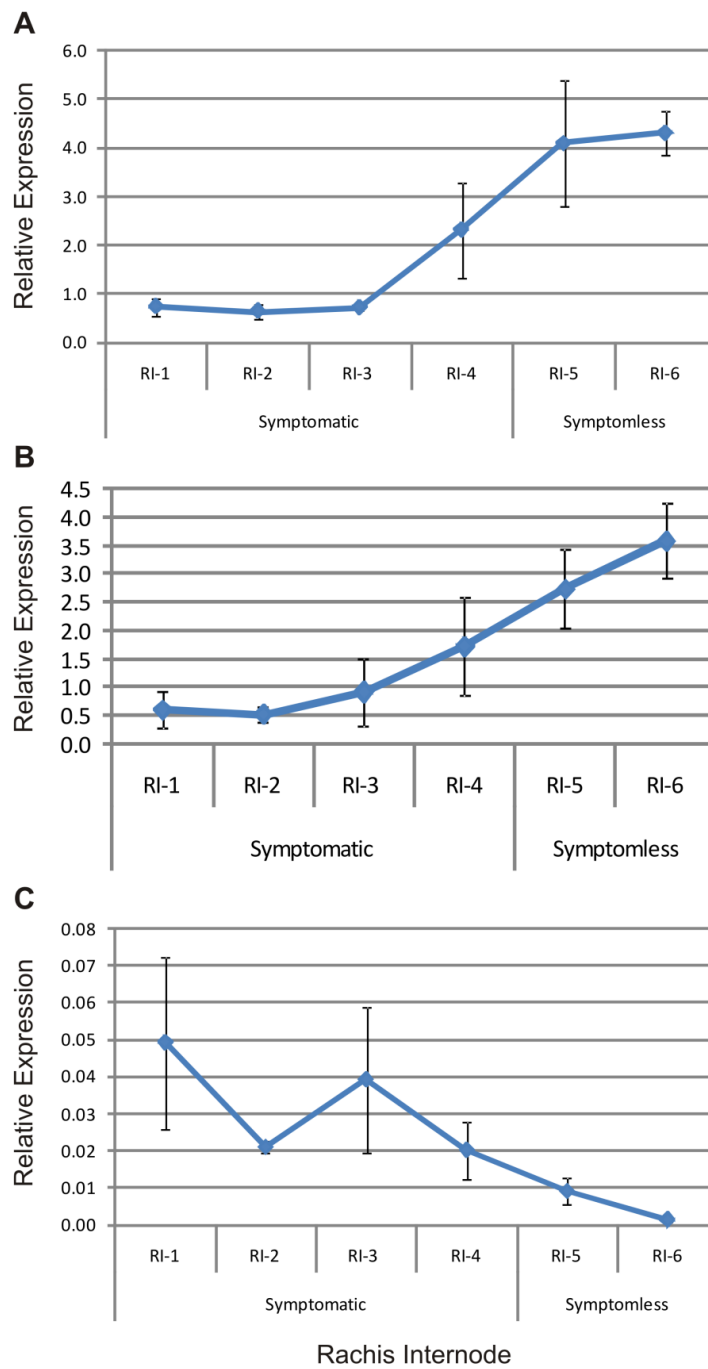 A
Relative Expression
6.0
5.0
4.0
3.0
2.0
1.0
0.0
RI-1 RI-2 RI-3 RI-4 RI-5 RI-6
Symptomatic Symptomless
B
Relative Expression
4.5
4.0
3.5
3.0
2.5
2.0
1.5
1.0
0.5
0.0
RI-1 RI-2 RI-3 RI-4 RI-5 RI-6
Symptomatic Symptomless
C
Relative Expression
0.08
0.07
0.06
0.05
0.04
0.03
0.02
0.01
0.00
RI-1 RI-2 RI-3 RI-4 RI-5 RI-6
Symptomatic Symptomless
Rachis Internode